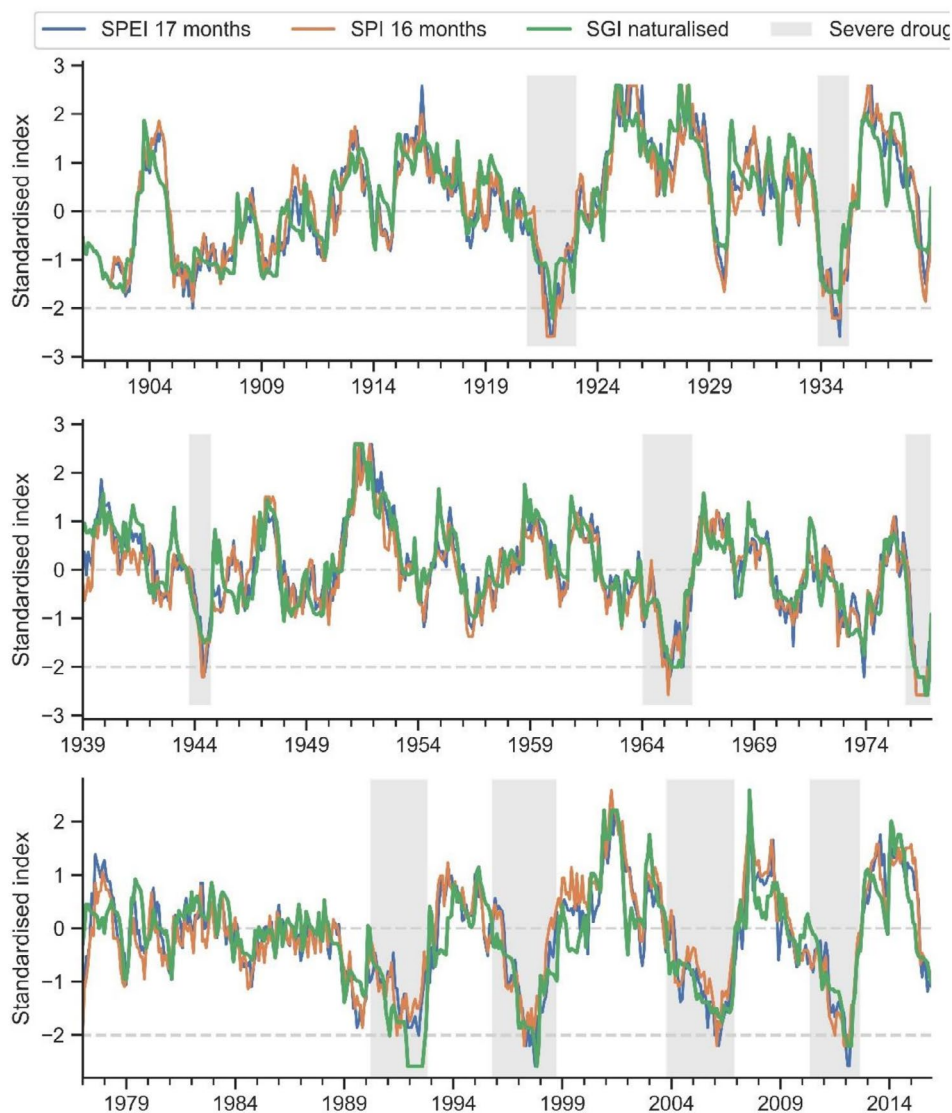 SPEI 17 months SPI 16 months SGI naturalised Severe droug
Standardised index
3
2
1
0
−1
−2
−3
1904 1909 1914 1919 1924 1929 1934
Standardised index
3
2
1
0
−1
−2
−3
1939 1944 1949 1954 1959 1964 1969 1974
Standardised index
2
1
0
−1
−2
1979 1984 1989 1994 1999 2004 2009 2014